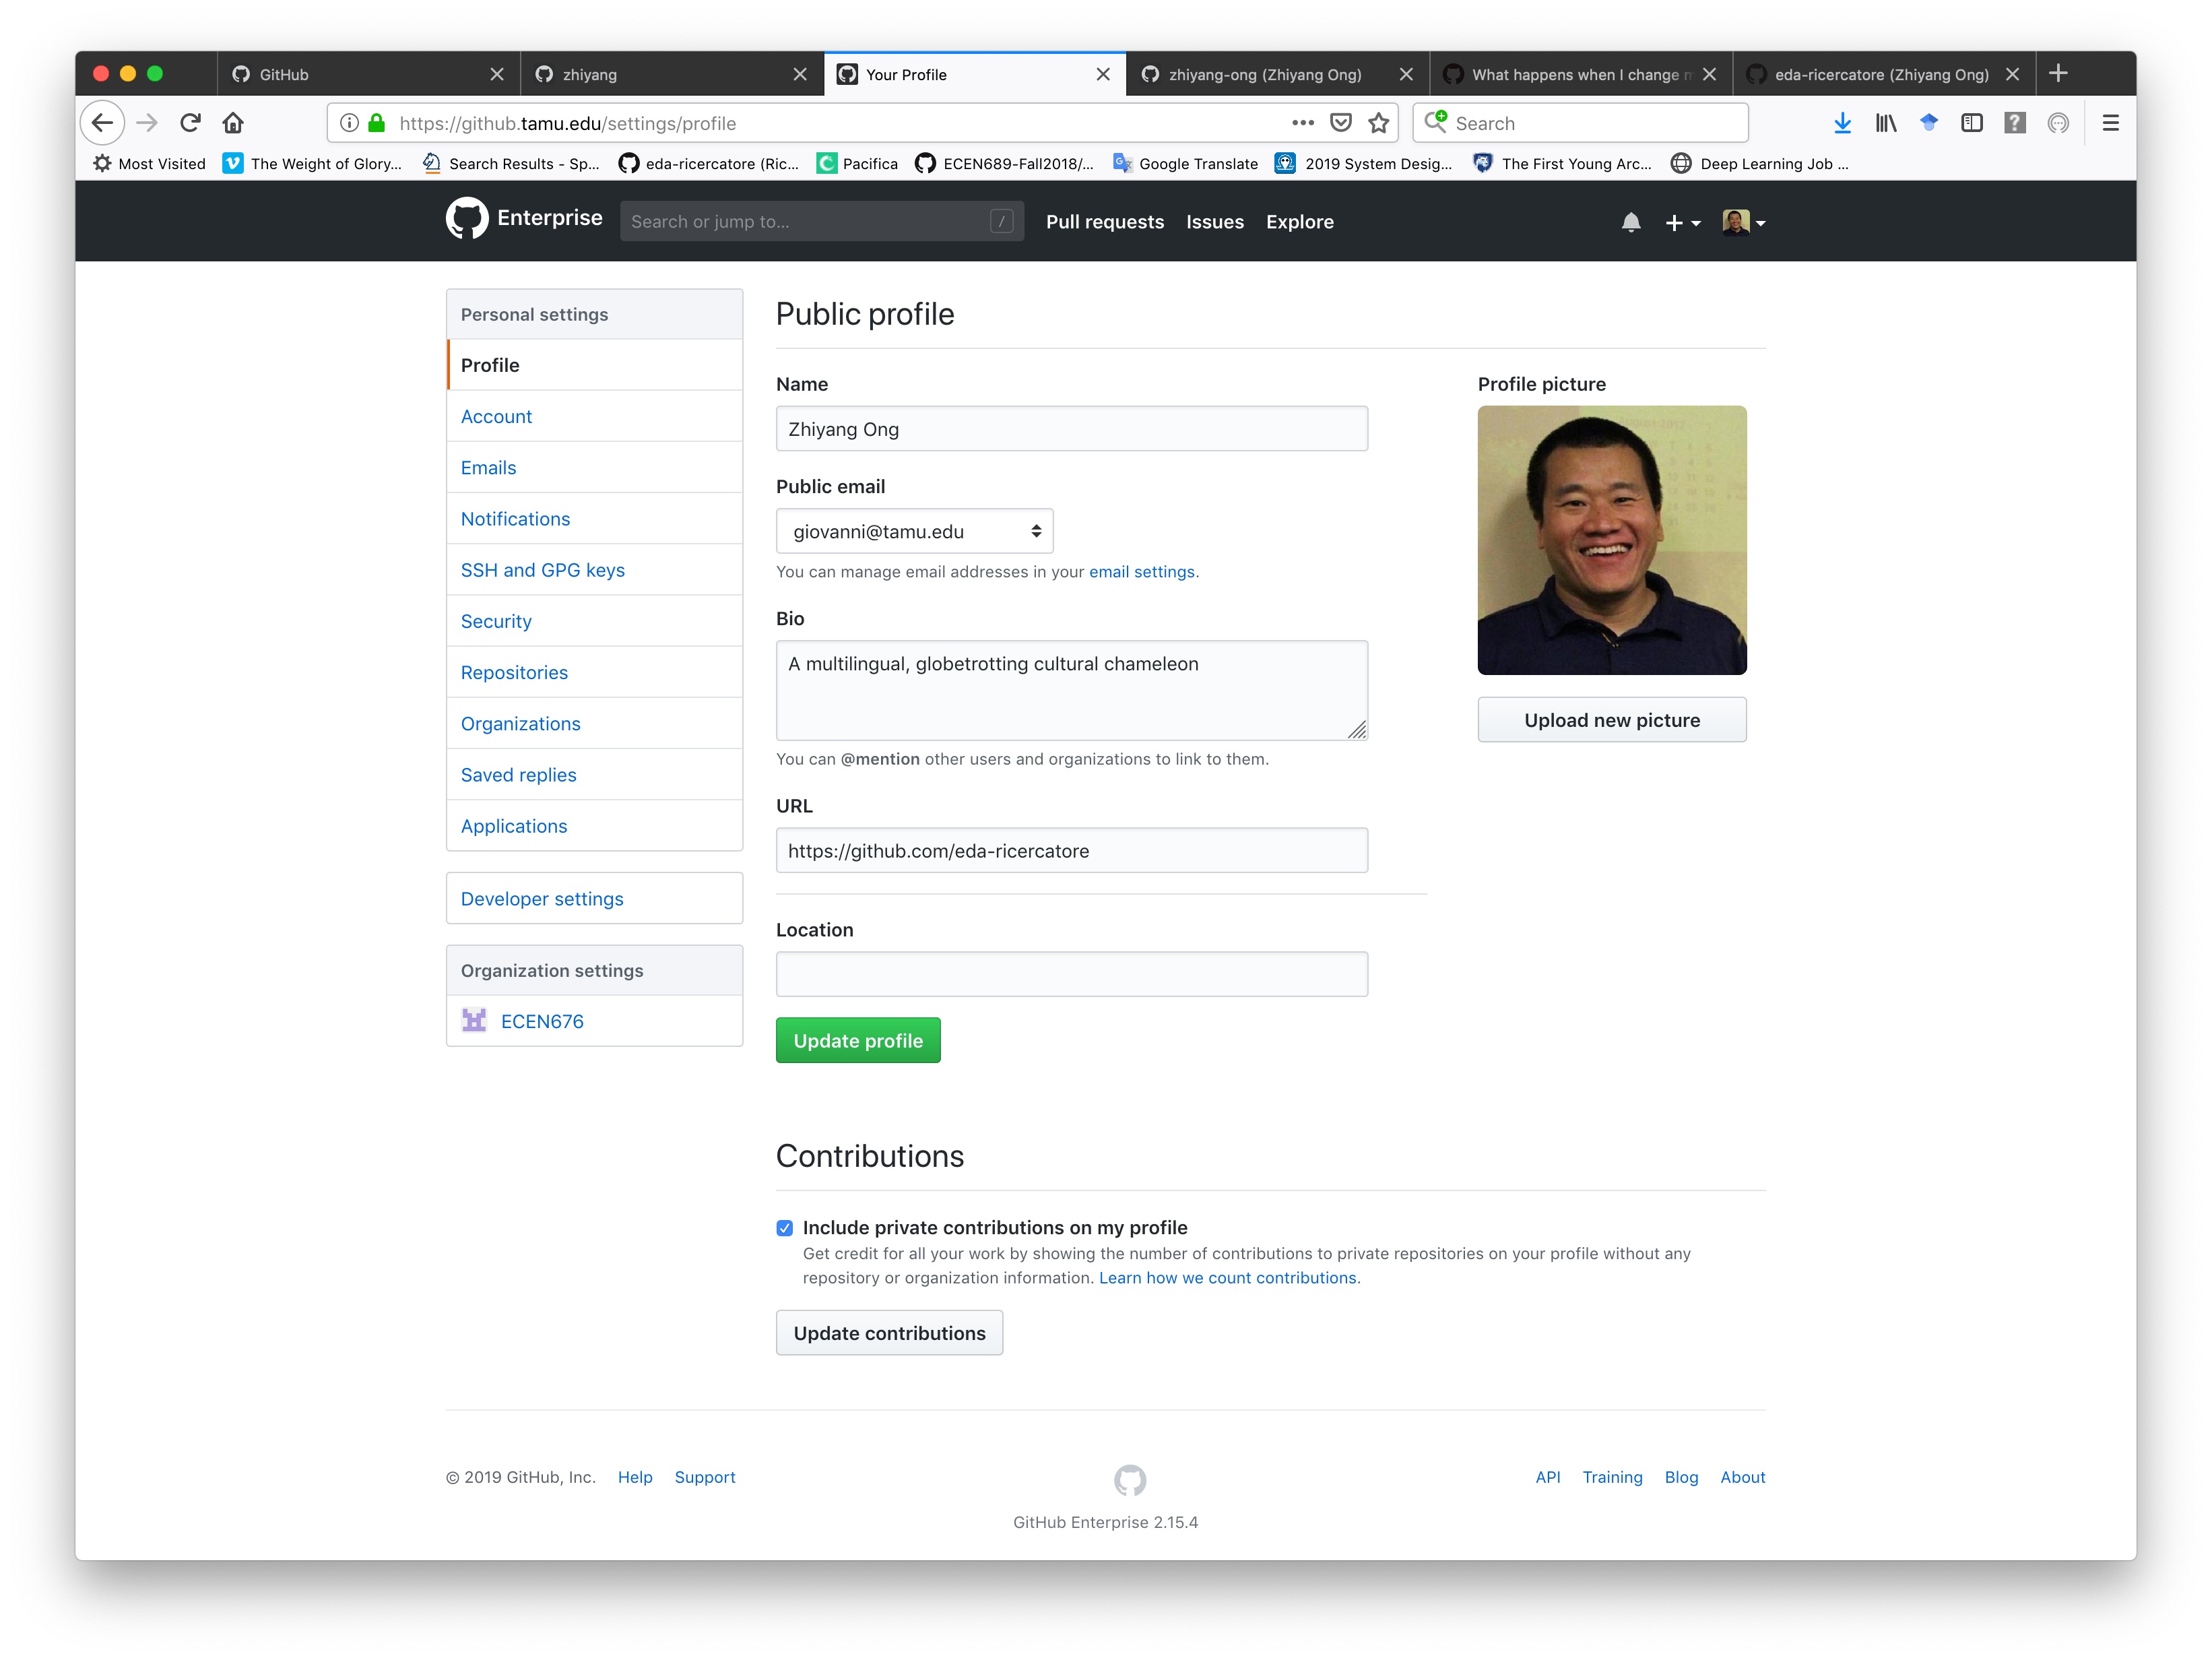 GitHub
zhiyang
Your Profile
zhiyang-ong (Zhiyang Ong)
What happens when I change m
eda-ricercatore (Zhiyang Ong)
https://github.tamu.edu/settings/profile
Search
Most Visited
The Weight of Glory...
Search Results - Sp...
eda-ricercatore (Ric...
Pacifica
ECEN689-Fall2018/...
Google Translate
2019 System Desig...
The First Young Arc...
Deep Learning Job ...
Enterprise
Search or jump to...
/
Pull requests
Issues
Explore
Personal settings
Profile
Account
Emails
Notifications
SSH and GPG keys
Security
Repositories
Organizations
Saved replies
Applications
Developer settings
Organization settings
ECEN676
Public profile
Name
Zhiyang Ong
Public email
giovanni@tamu.edu
You can manage email addresses in your email settings.
Bio
A multilingual, globetrotting cultural chameleon
You can @mention other users and organizations to link to them.
URL
https://github.com/eda-ricercatore
Location
Update profile
Profile picture
Upload new picture
Contributions
Include private contributions on my profile
Get credit for all your work by showing the number of contributions to private repositories on your profile without any
repository or organization information. Learn how we count contributions.
Update contributions
© 2019 GitHub, Inc.
Help
Support
GitHub Enterprise 2.15.4
API
Training
Blog
About